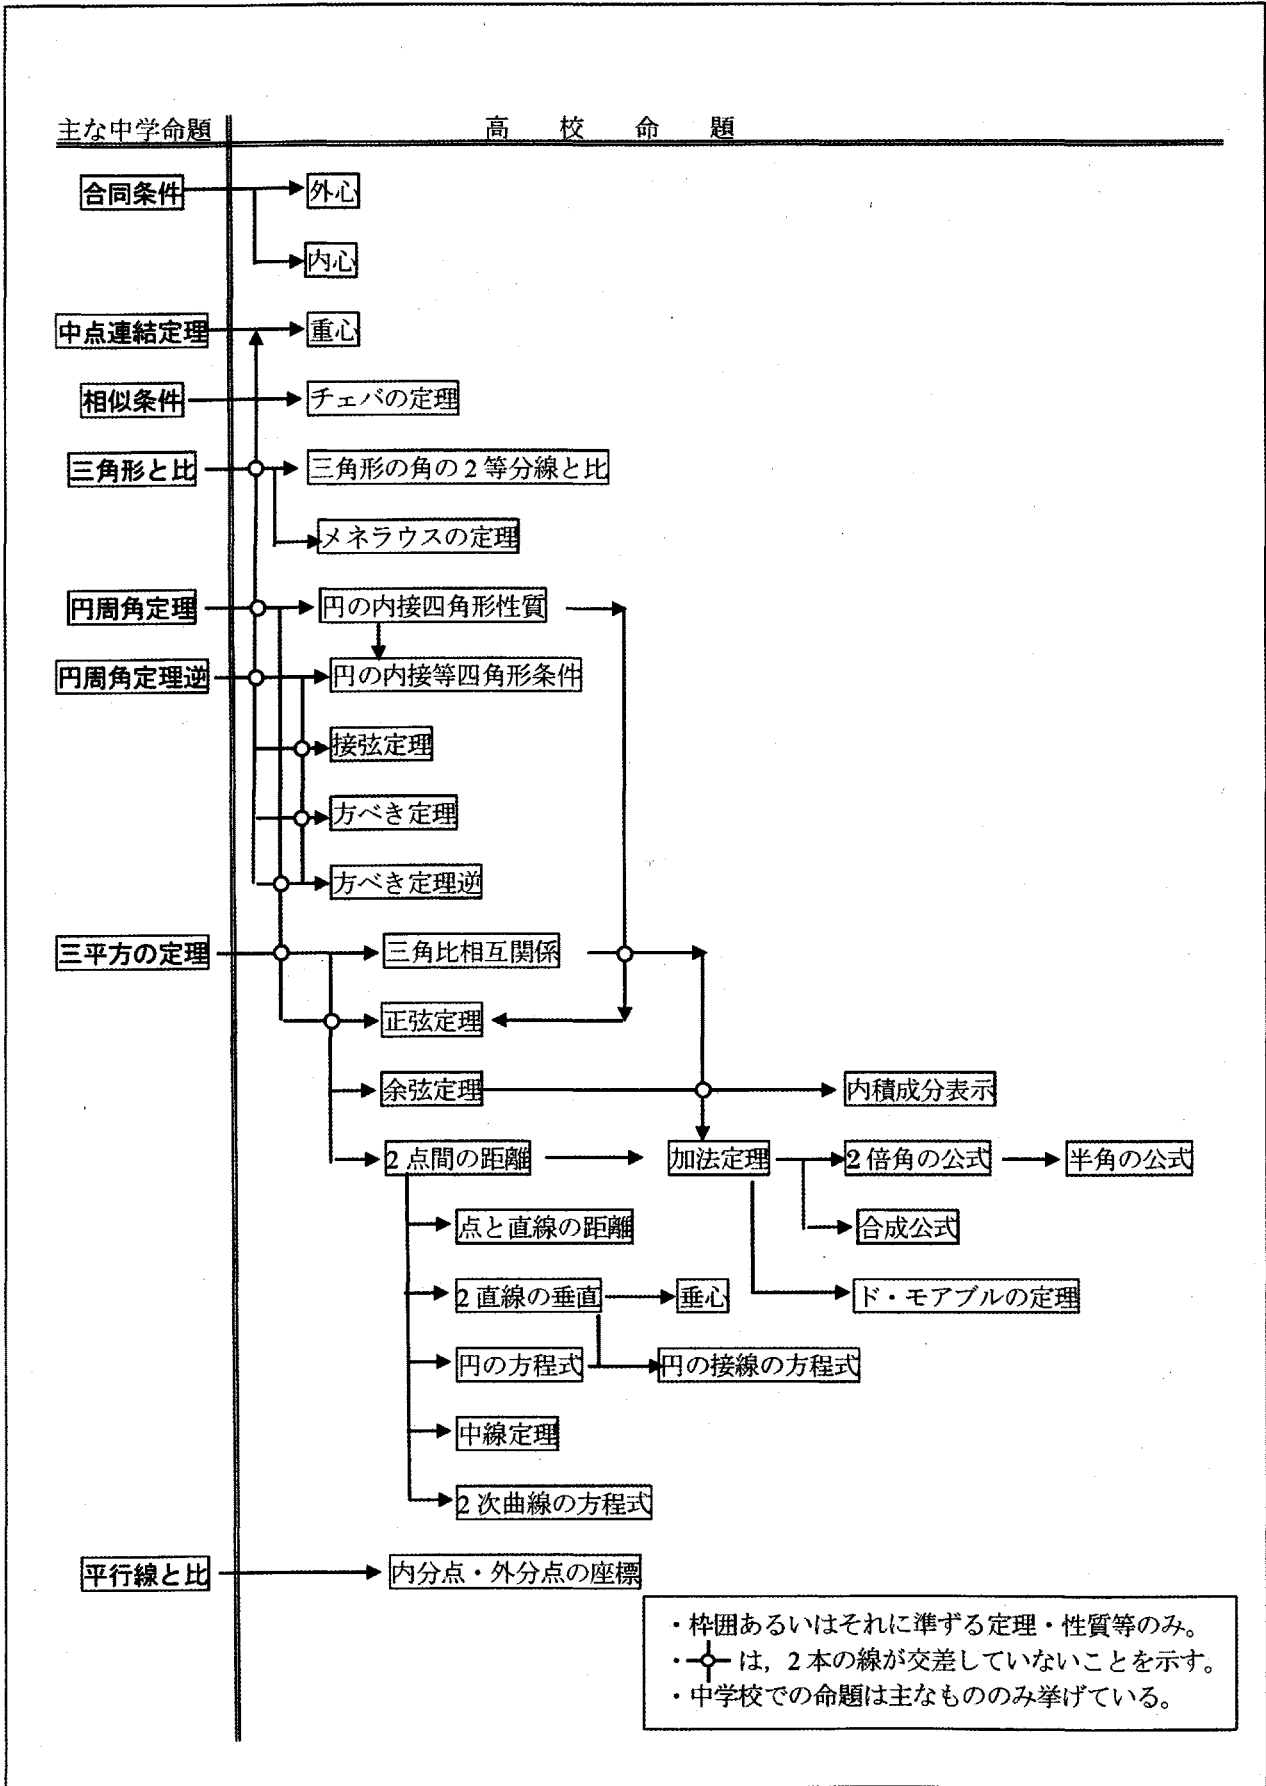 主な中学命題 高校命題
合同条件 外心
内心
中点連結定理 重心
相似条件 チェバの定理
三角形と比 三角形の角の2等分線と比
メネラウスの定理
円周角定理 円の内接四角形性質
円周角定理逆 円の内接等四角形条件
接弦定理
方べき定理
方べき定理逆
三平方の定理 三角比相互関係
正弦定理
余弦定理 内積成分表示
2点間の距離 加法定理 2倍角の公式 半角の公式
点と直線の距離 合成公式
2直線の垂直 垂心 ド・モアブルの定理
円の方程式 円の接線の方程式
中線定理
2次曲線の方程式
平行線と比 内分点・外分点の座標
・枠囲あるいはそれに準ずる定理・性質等のみ。
・は，2本の線が交差していないことを示す。
・中学校での命題は主なもののみ挙げている。